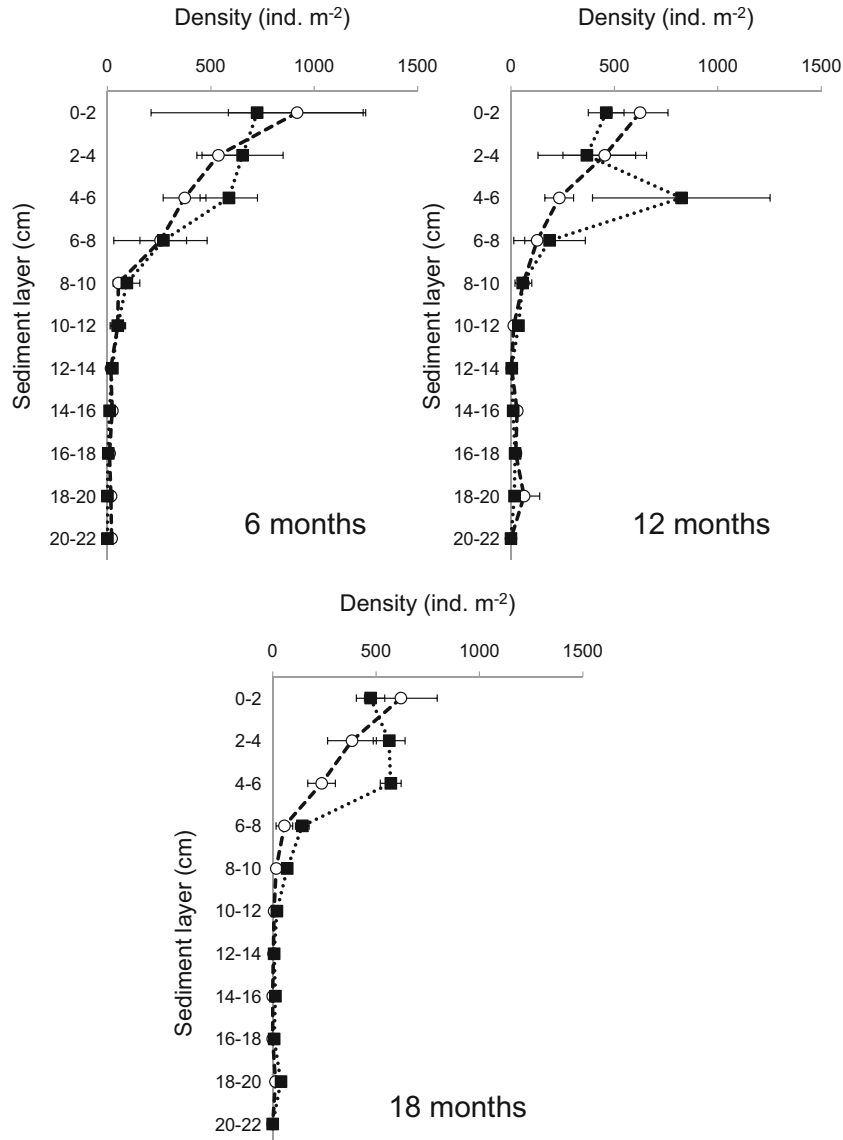 Density (ind. m-2)
Density (ind. m-2)
0 500 1000 1500
0 500 1000 1500
Sediment layer (cm)
0-2
2-4
4-6
6-8
8-10
10-12
12-14
14-16
16-18
18-20
20-22
6 months
Sediment layer (cm)
0-2
2-4
4-6
6-8
8-10
10-12
12-14
14-16
16-18
18-20
20-22
12 months
Density (ind. m-2)
0 500 1000 1500
Sediment layer (cm)
0-2
2-4
4-6
6-8
8-10
10-12
12-14
14-16
16-18
18-20
20-22
18 months